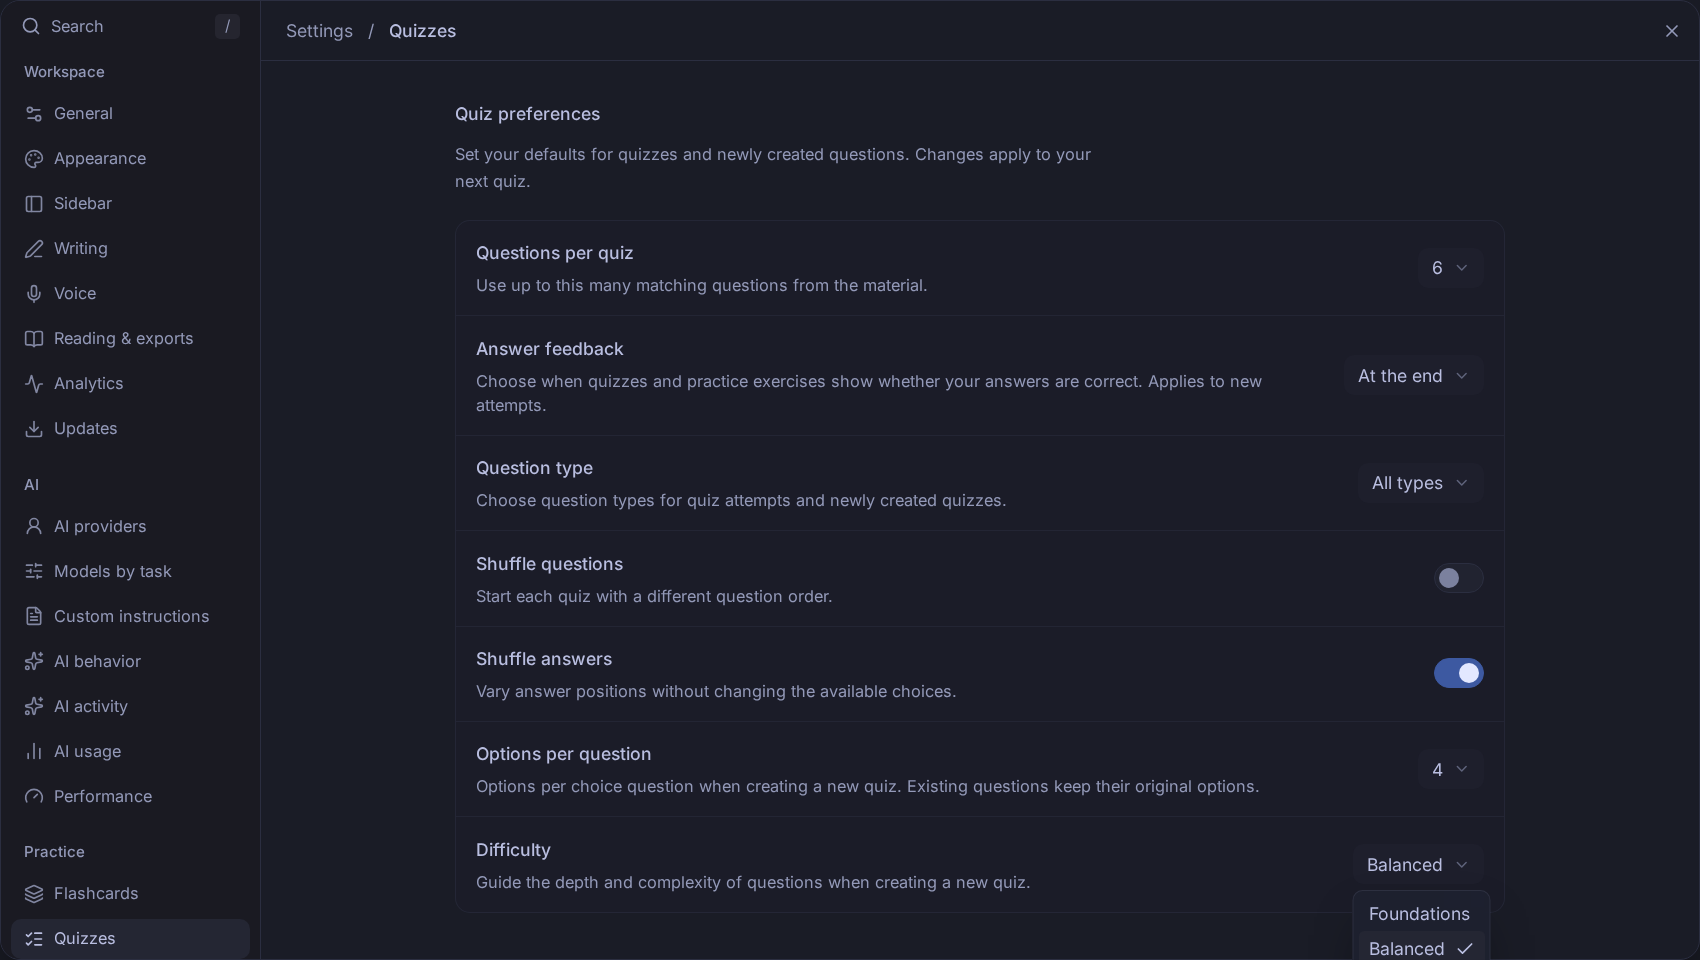 Search /
Workspace
General
Appearance
Sidebar
Writing
Voice
Reading & exports
Analytics
Updates
AI
AI providers
Models by task
Custom instructions
AI behavior
AI activity
AI usage
Performance
Practice
Flashcards
Quizzes
Settings / Quizzes
Quiz preferences
Set your defaults for quizzes and newly created questions. Changes apply to your
next quiz.
Questions per quiz
Use up to this many matching questions from the material.
6
Answer feedback
Choose when quizzes and practice exercises show whether your answers are correct. Applies to new
attempts.
At the end
Question type
Choose question types for quiz attempts and newly created quizzes.
All types
Shuffle questions
Start each quiz with a different question order.
Shuffle answers
Vary answer positions without changing the available choices.
Options per question
Options per choice question when creating a new quiz. Existing questions keep their original options.
4
Difficulty
Guide the depth and complexity of questions when creating a new quiz.
Balanced
Foundations
Balanced